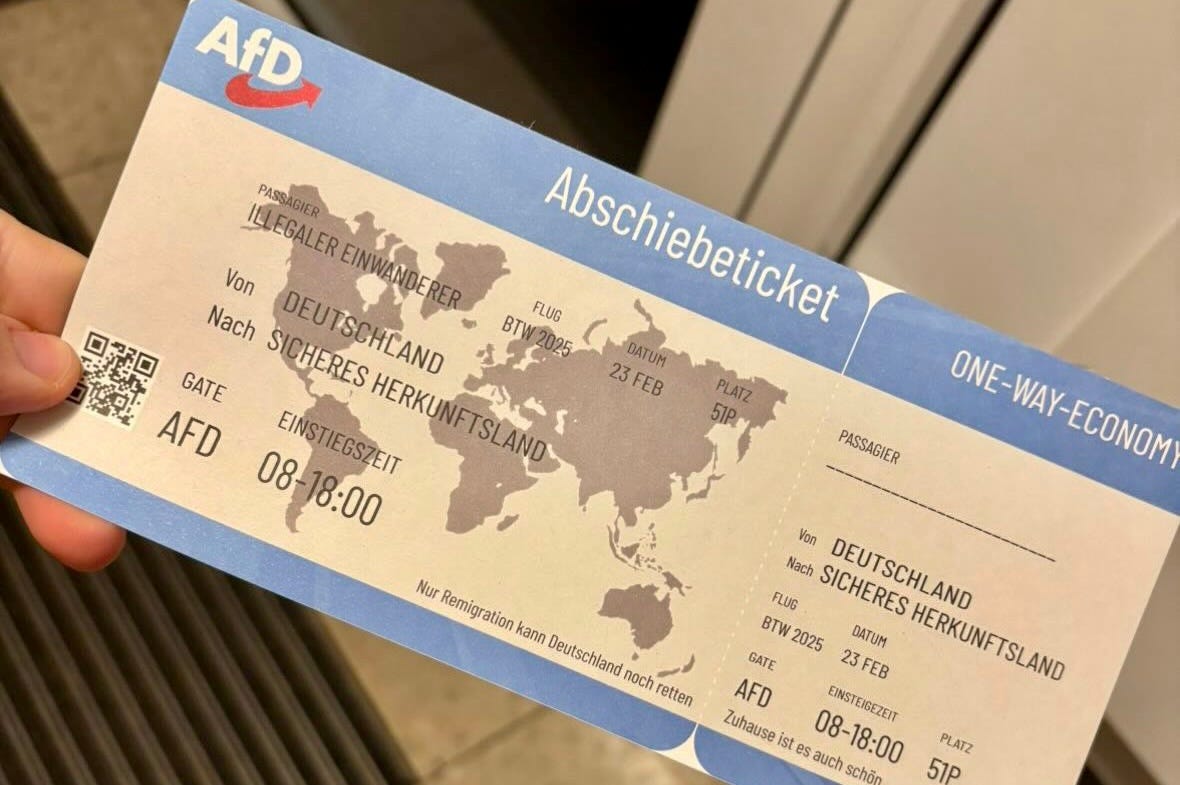 AfD
Abschiebeticket
PASSAGIER
ILLEGALER EINWANDERER
Von DEUTSCHLAND
Nach SICHERES HERKUNFTSLAND
FLUG
BTW 2025
DATUM
23 FEB
PLATZ
51P
GATE
AFD
EINSTIEGSZEIT
08-18:00
Nur Remigration kann Deutschland noch retten
ONE-WAY-ECONOMY
PASSAGIER
Von DEUTSCHLAND
Nach SICHERES HERKUNFTSLAND
FLUG
BTW 2025
DATUM
23 FEB
GATE
AFD
EINSTEIGEZEIT
08-18:00
PLATZ
51P
Zuhause ist es auch schön